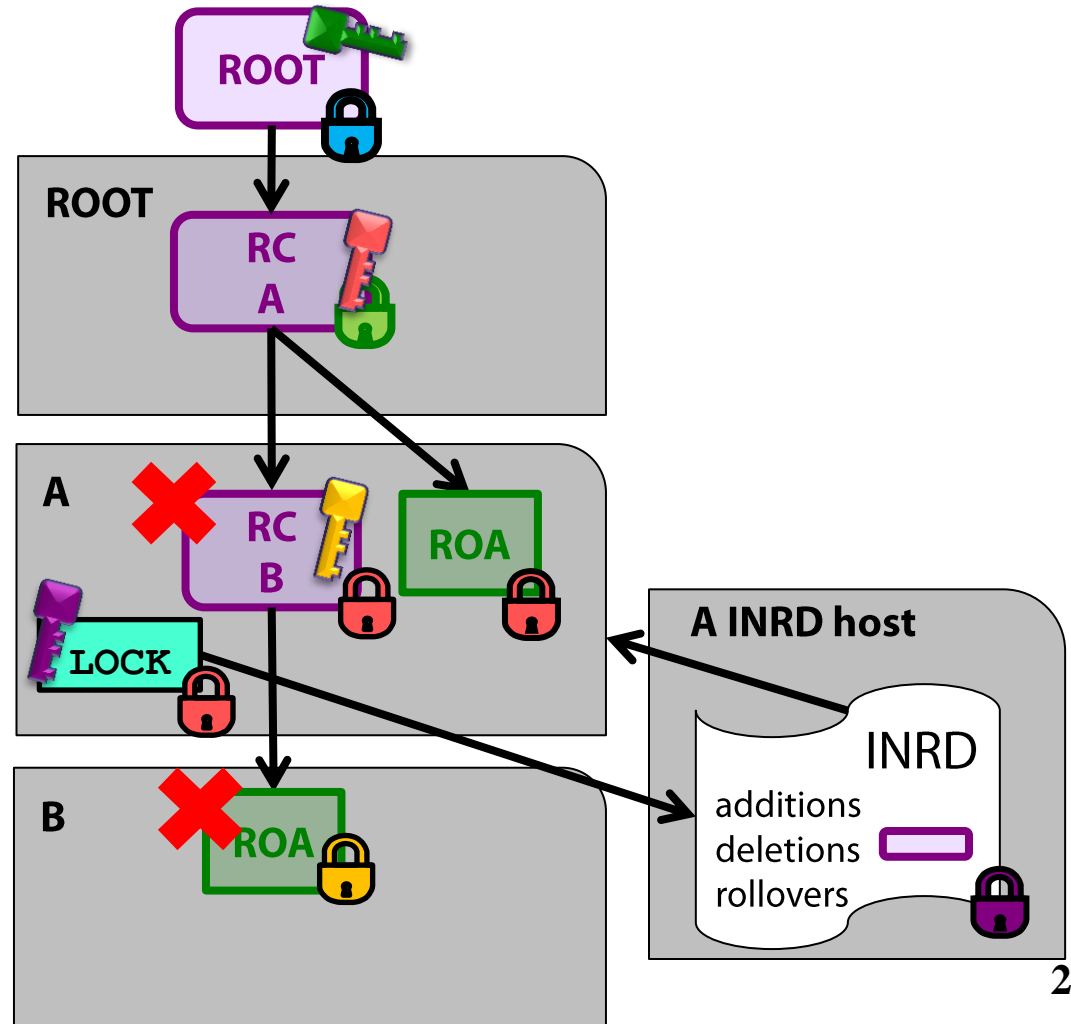 ROOT
ROOT
RC
A
A
RC
B
ROA
LOCK
B
ROA
A INRD host
INRD
additions
deletions
rollovers
2